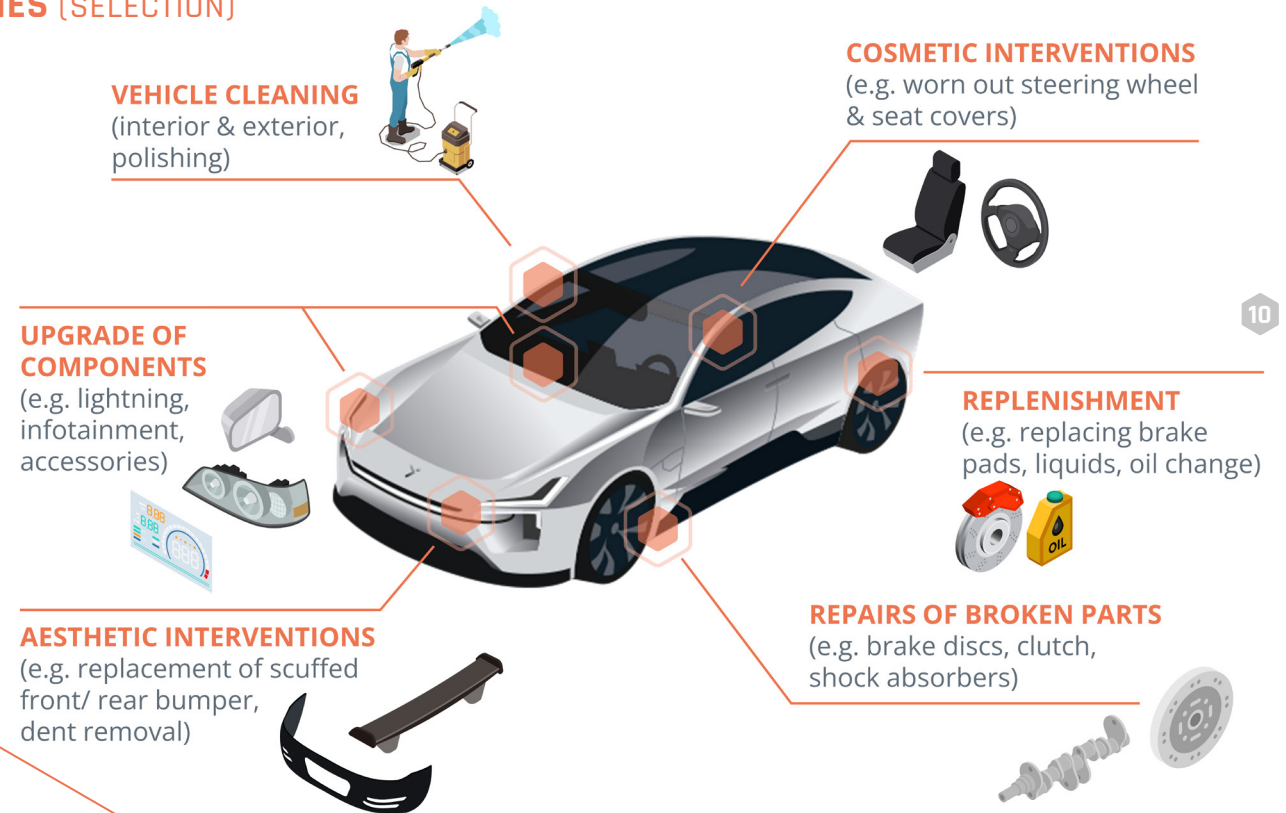 IES (SELECTION)
VEHICLE CLEANING
(interior & exterior,
polishing)
COSMETIC INTERVENTIONS
(e.g. worn out steering wheel
& seat covers)
10
UPGRADE OF
COMPONENTS
(e.g. lightning,
infotainment,
accessories)
REPLENISHMENT
(e.g. replacing brake
pads, liquids, oil change)
OIL
AESTHETIC INTERVENTIONS
(e.g. replacement of scuffed
front/ rear bumper,
dent removal)
REPAIRS OF BROKEN PARTS
(e.g. brake discs, clutch,
shock absorbers)